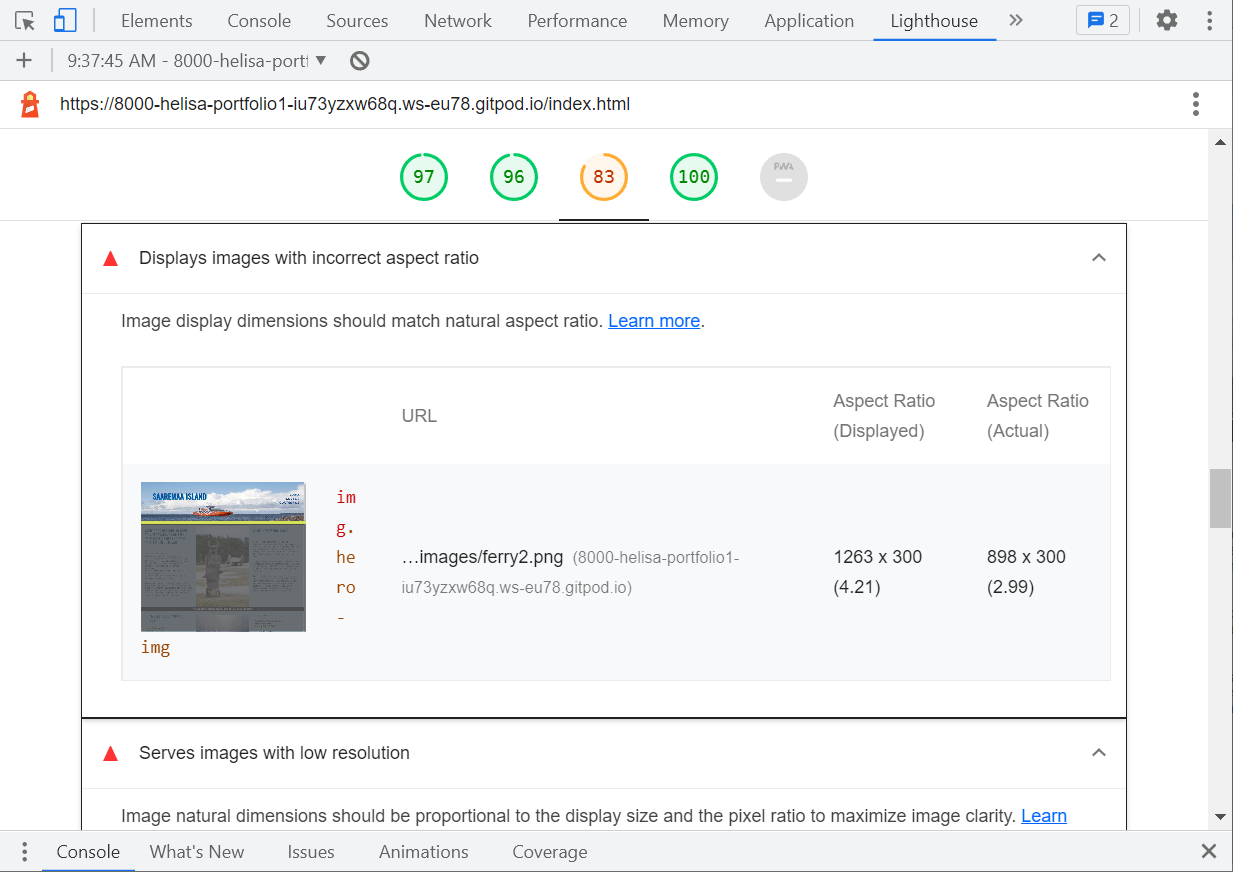 Elements Console Sources Network Performance Memory Application Lighthouse 2
9:37:45 AM - 8000-helisa-portf
https://8000-helisa-portfolio1-iu73yzxw68q.ws-eu78.gitpod.io/index.html
97 96 83 100 PWA
Displays images with incorrect aspect ratio
Image display dimensions should match natural aspect ratio. Learn more.
URL
Aspect Ratio
(Displayed)
Aspect Ratio
(Actual)
SAAREMAA ISLAND
im
g.
he
ro
-
img
…images/ferry2.png (8000-helisa-portfolio1-
iu73yzxw68q.ws-eu78.gitpod.io)
1263 x 300
(4.21)
898 x 300
(2.99)
Serves images with low resolution
Image natural dimensions should be proportional to the display size and the pixel ratio to maximize image clarity. Learn
Console What's New Issues Animations Coverage